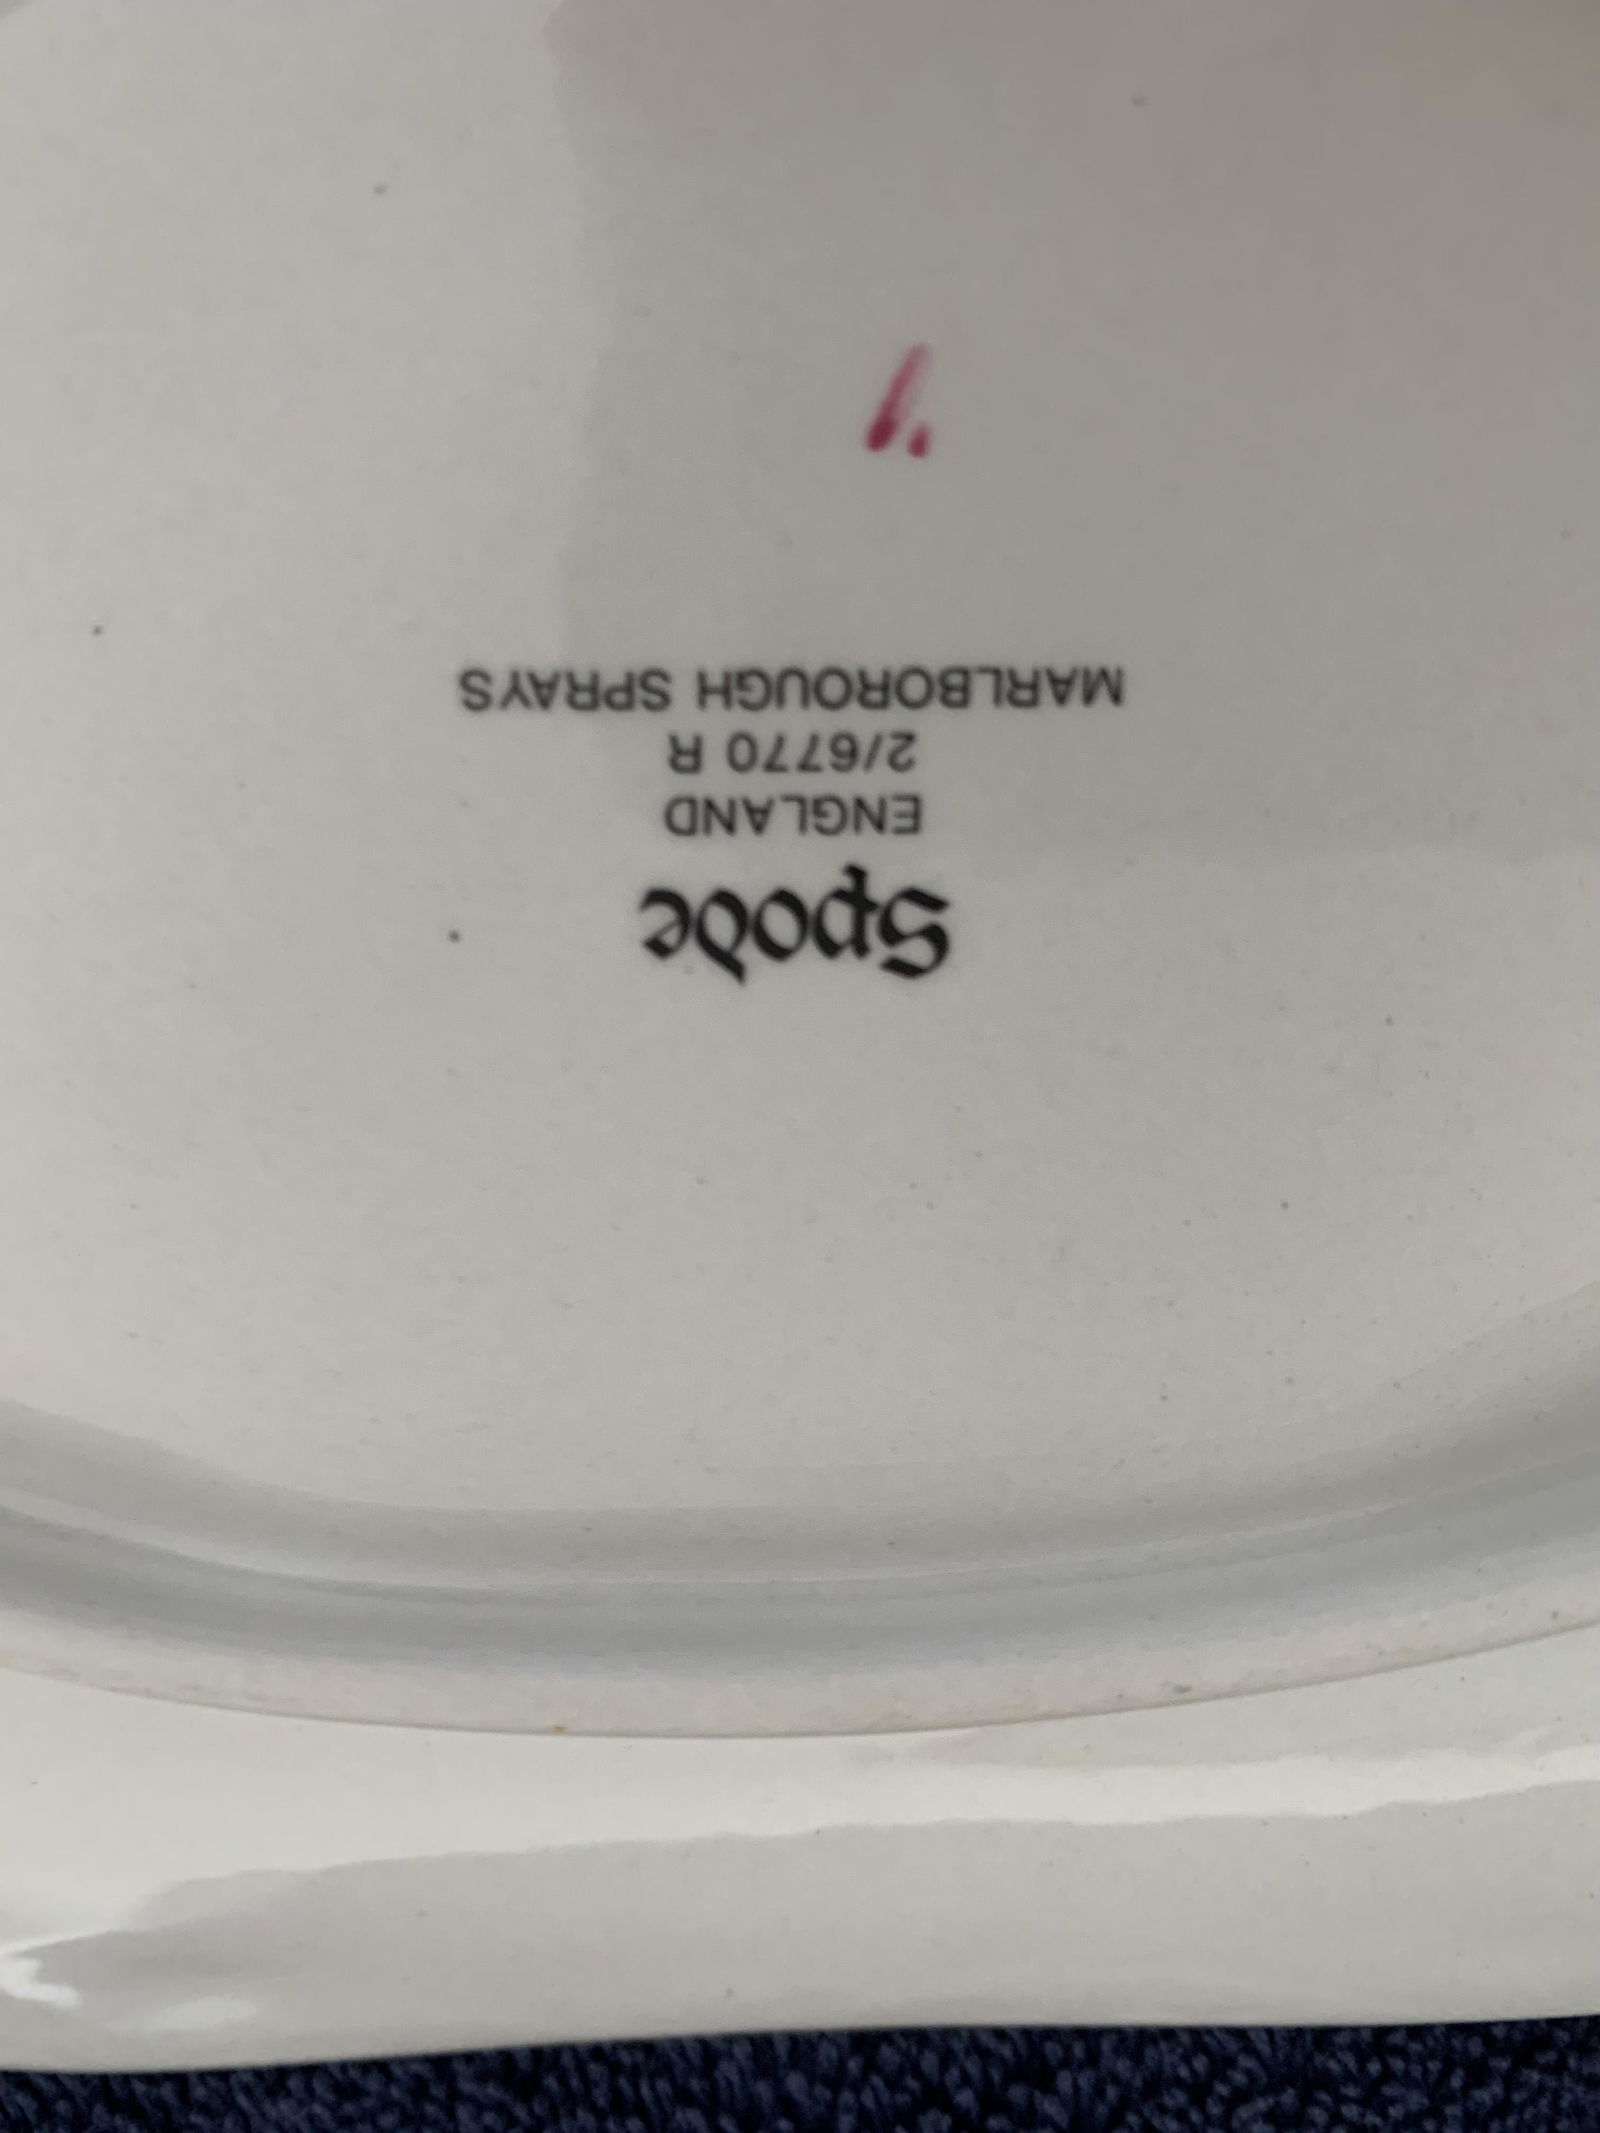 Spode
ENGLAND
2/6770 R
MARLBOROUGH SPRAYS